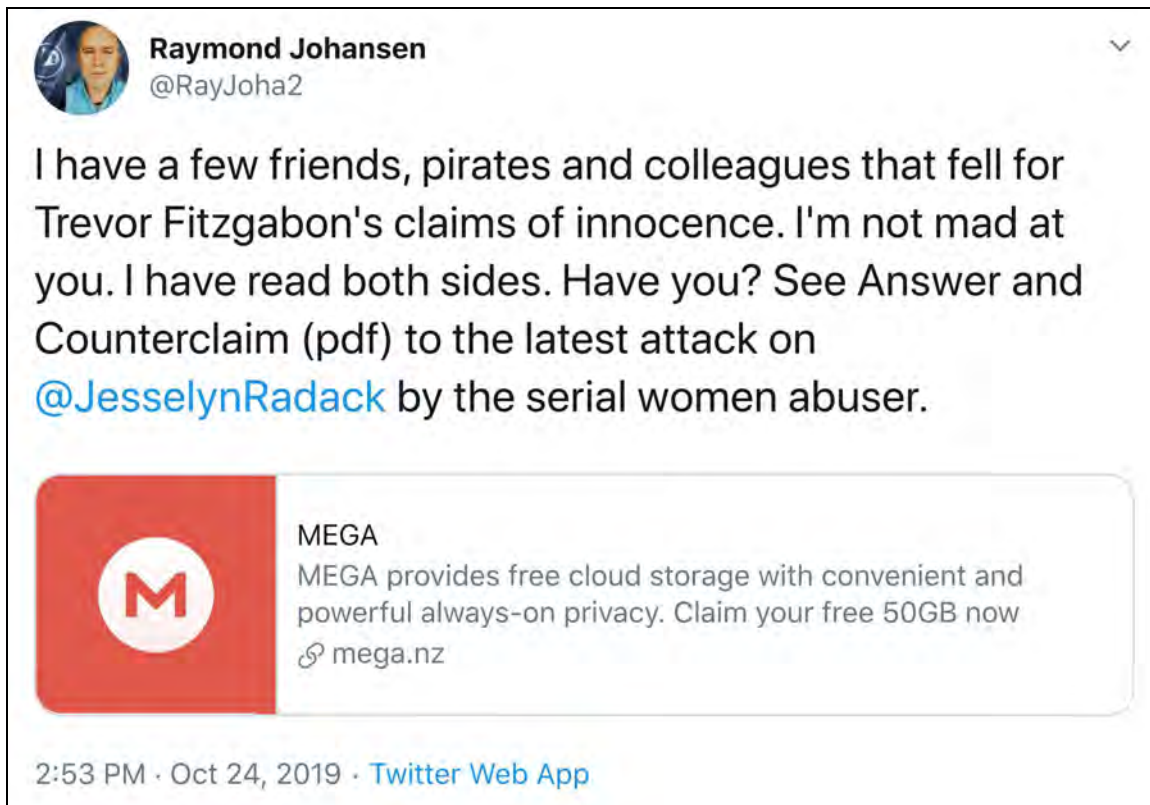 Raymond Johansen
@RayJoha2
I have a few friends, pirates and colleagues that fell for
Trevor Fitzgabon's claims of innocence. I'm not mad at
you. I have read both sides. Have you? See Answer and
Counterclaim (pdf) to the latest attack on
@JesselynRadack by the serial women abuser.
M
MEGA
MEGA provides free cloud storage with convenient and
powerful always-on privacy. Claim your free 50GB now
mega.nz
2:53 PM · Oct 24, 2019 · Twitter Web App